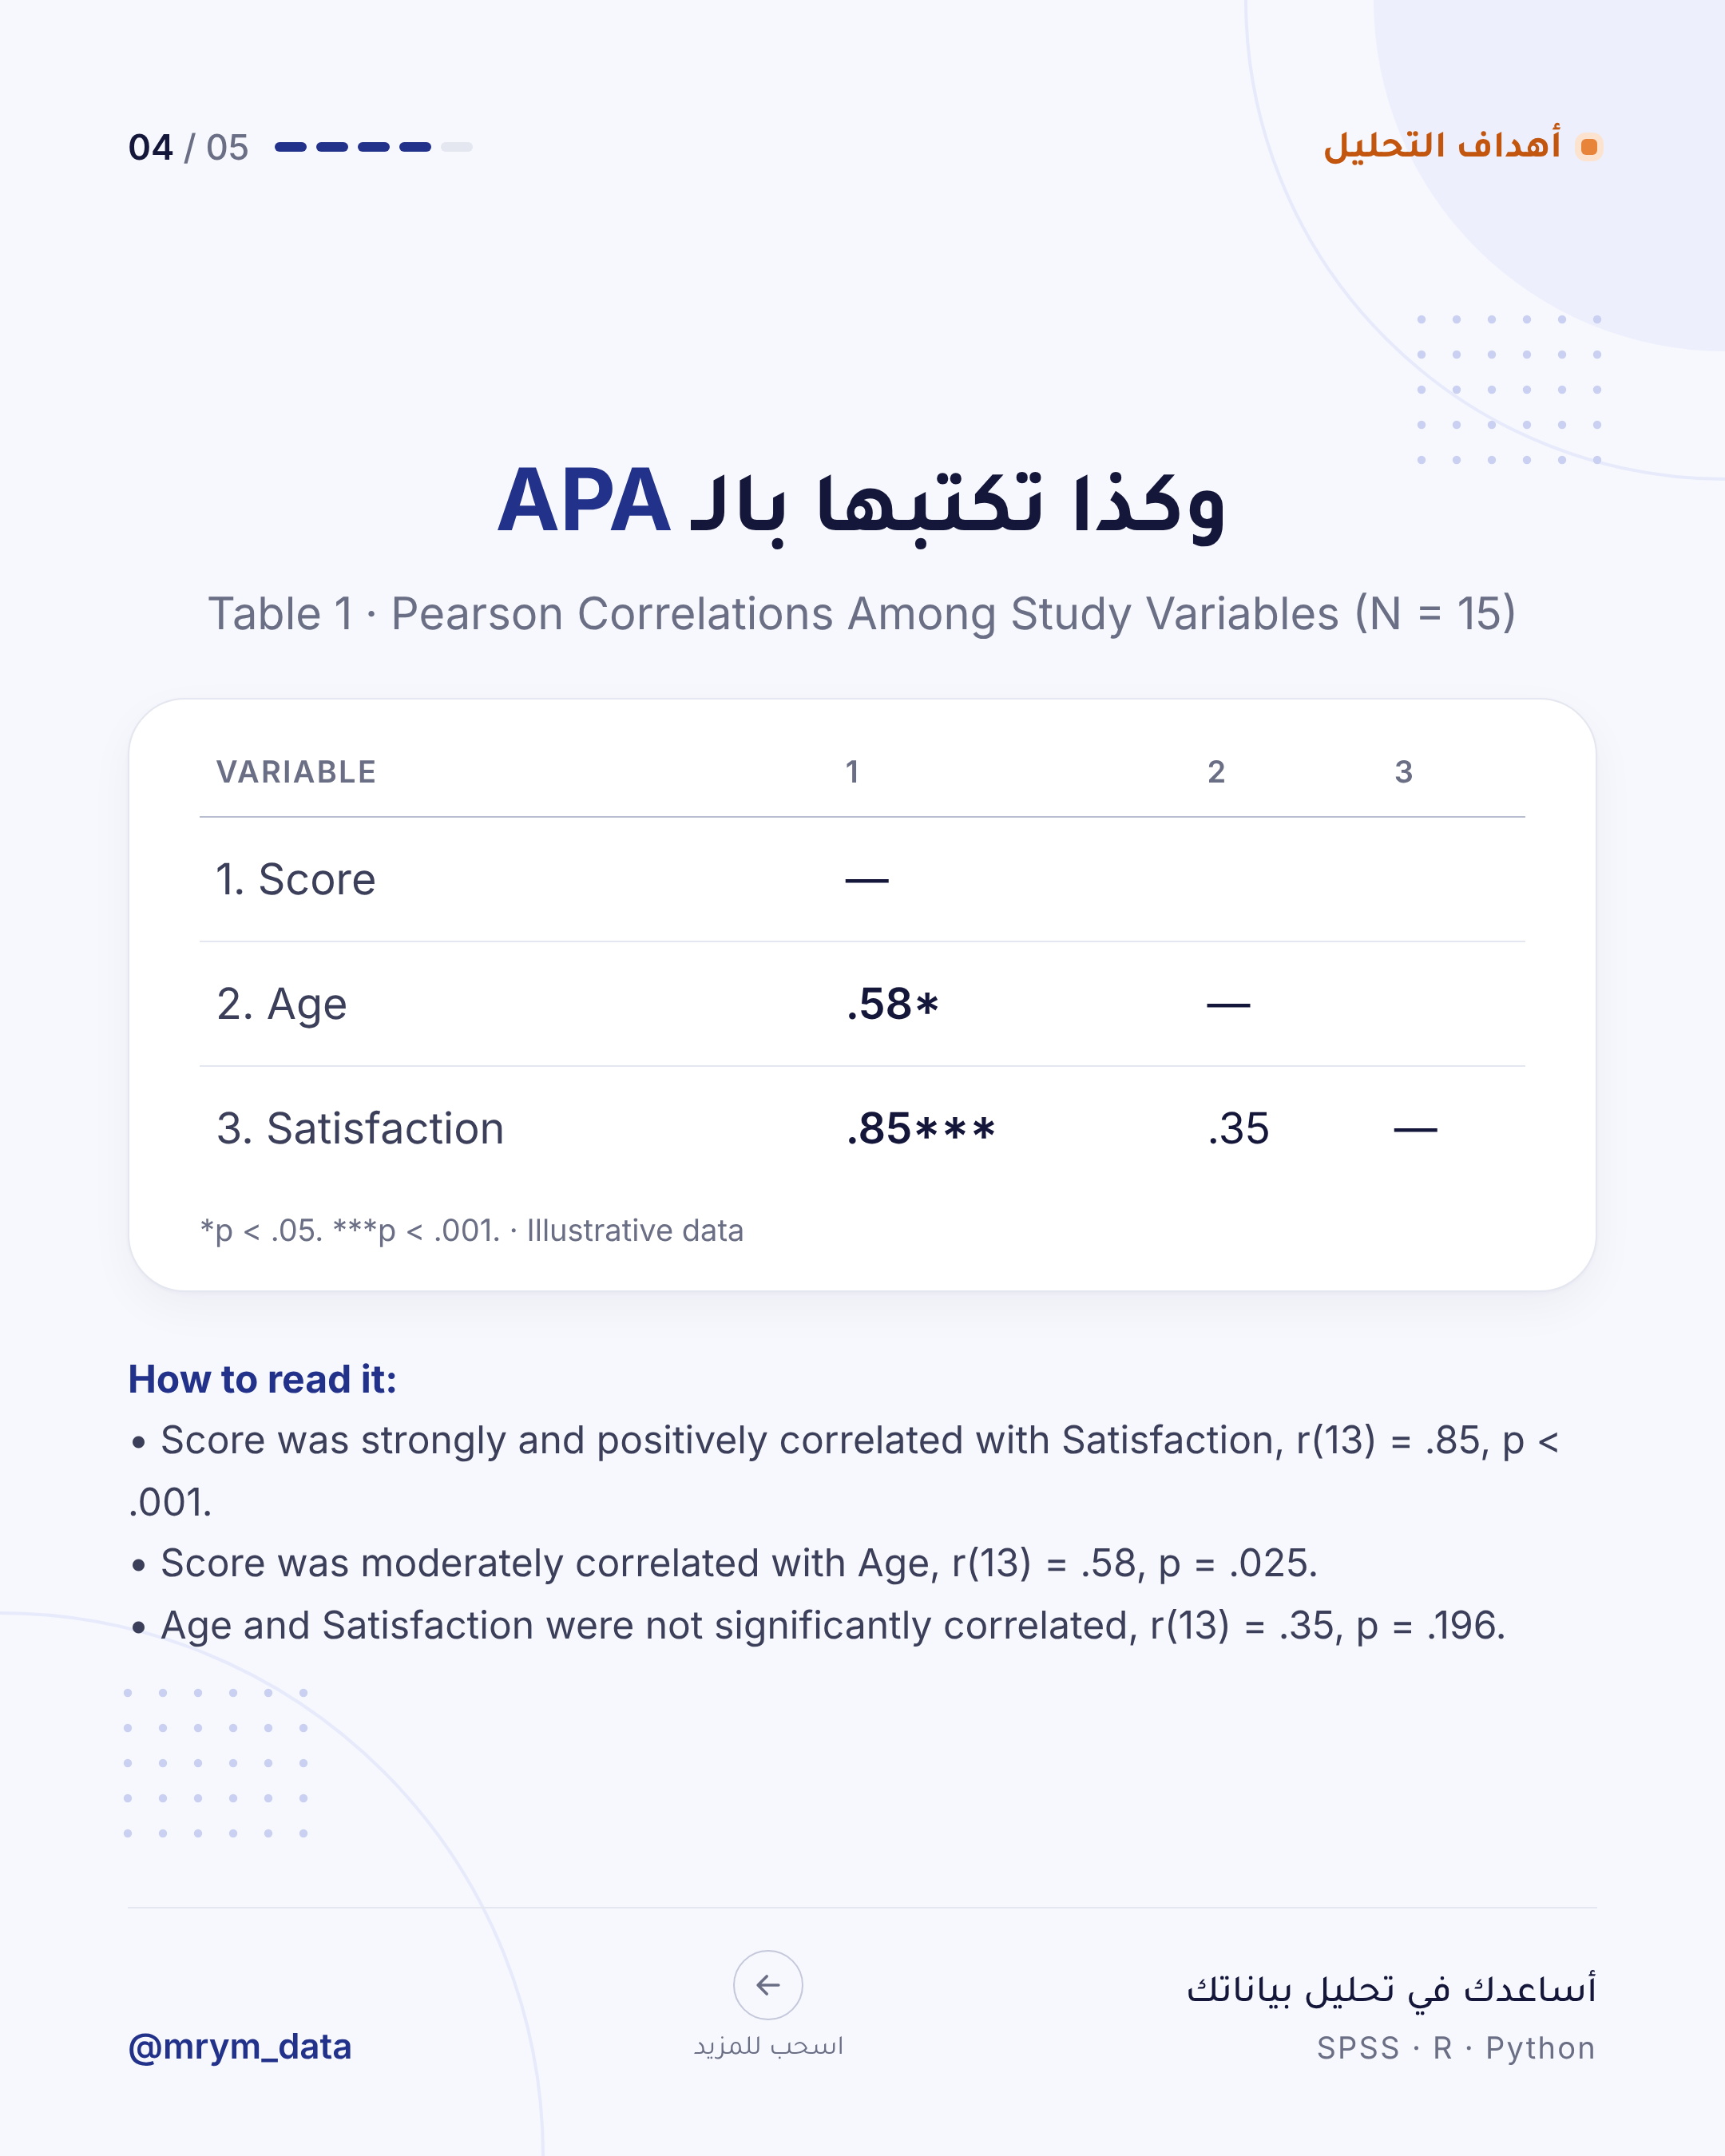 أهداف التحليل
04 / 05
وكذا تكتبها بالـ APA
Table 1 · Pearson Correlations Among Study Variables (N = 15)
VARIABLE 1 2 3
1. Score —
2. Age .58* —
3. Satisfaction .85*** .35 —
*p < .05. ***p < .001. · Illustrative data
How to read it:
• Score was strongly and positively correlated with Satisfaction, r(13) = .85, p <
.001.
• Score was moderately correlated with Age, r(13) = .58, p = .025.
• Age and Satisfaction were not significantly correlated, r(13) = .35, p = .196.
أساعدك في تحليل بياناتك
SPSS · R · Python
اسحب للمزيد
@mrym_data